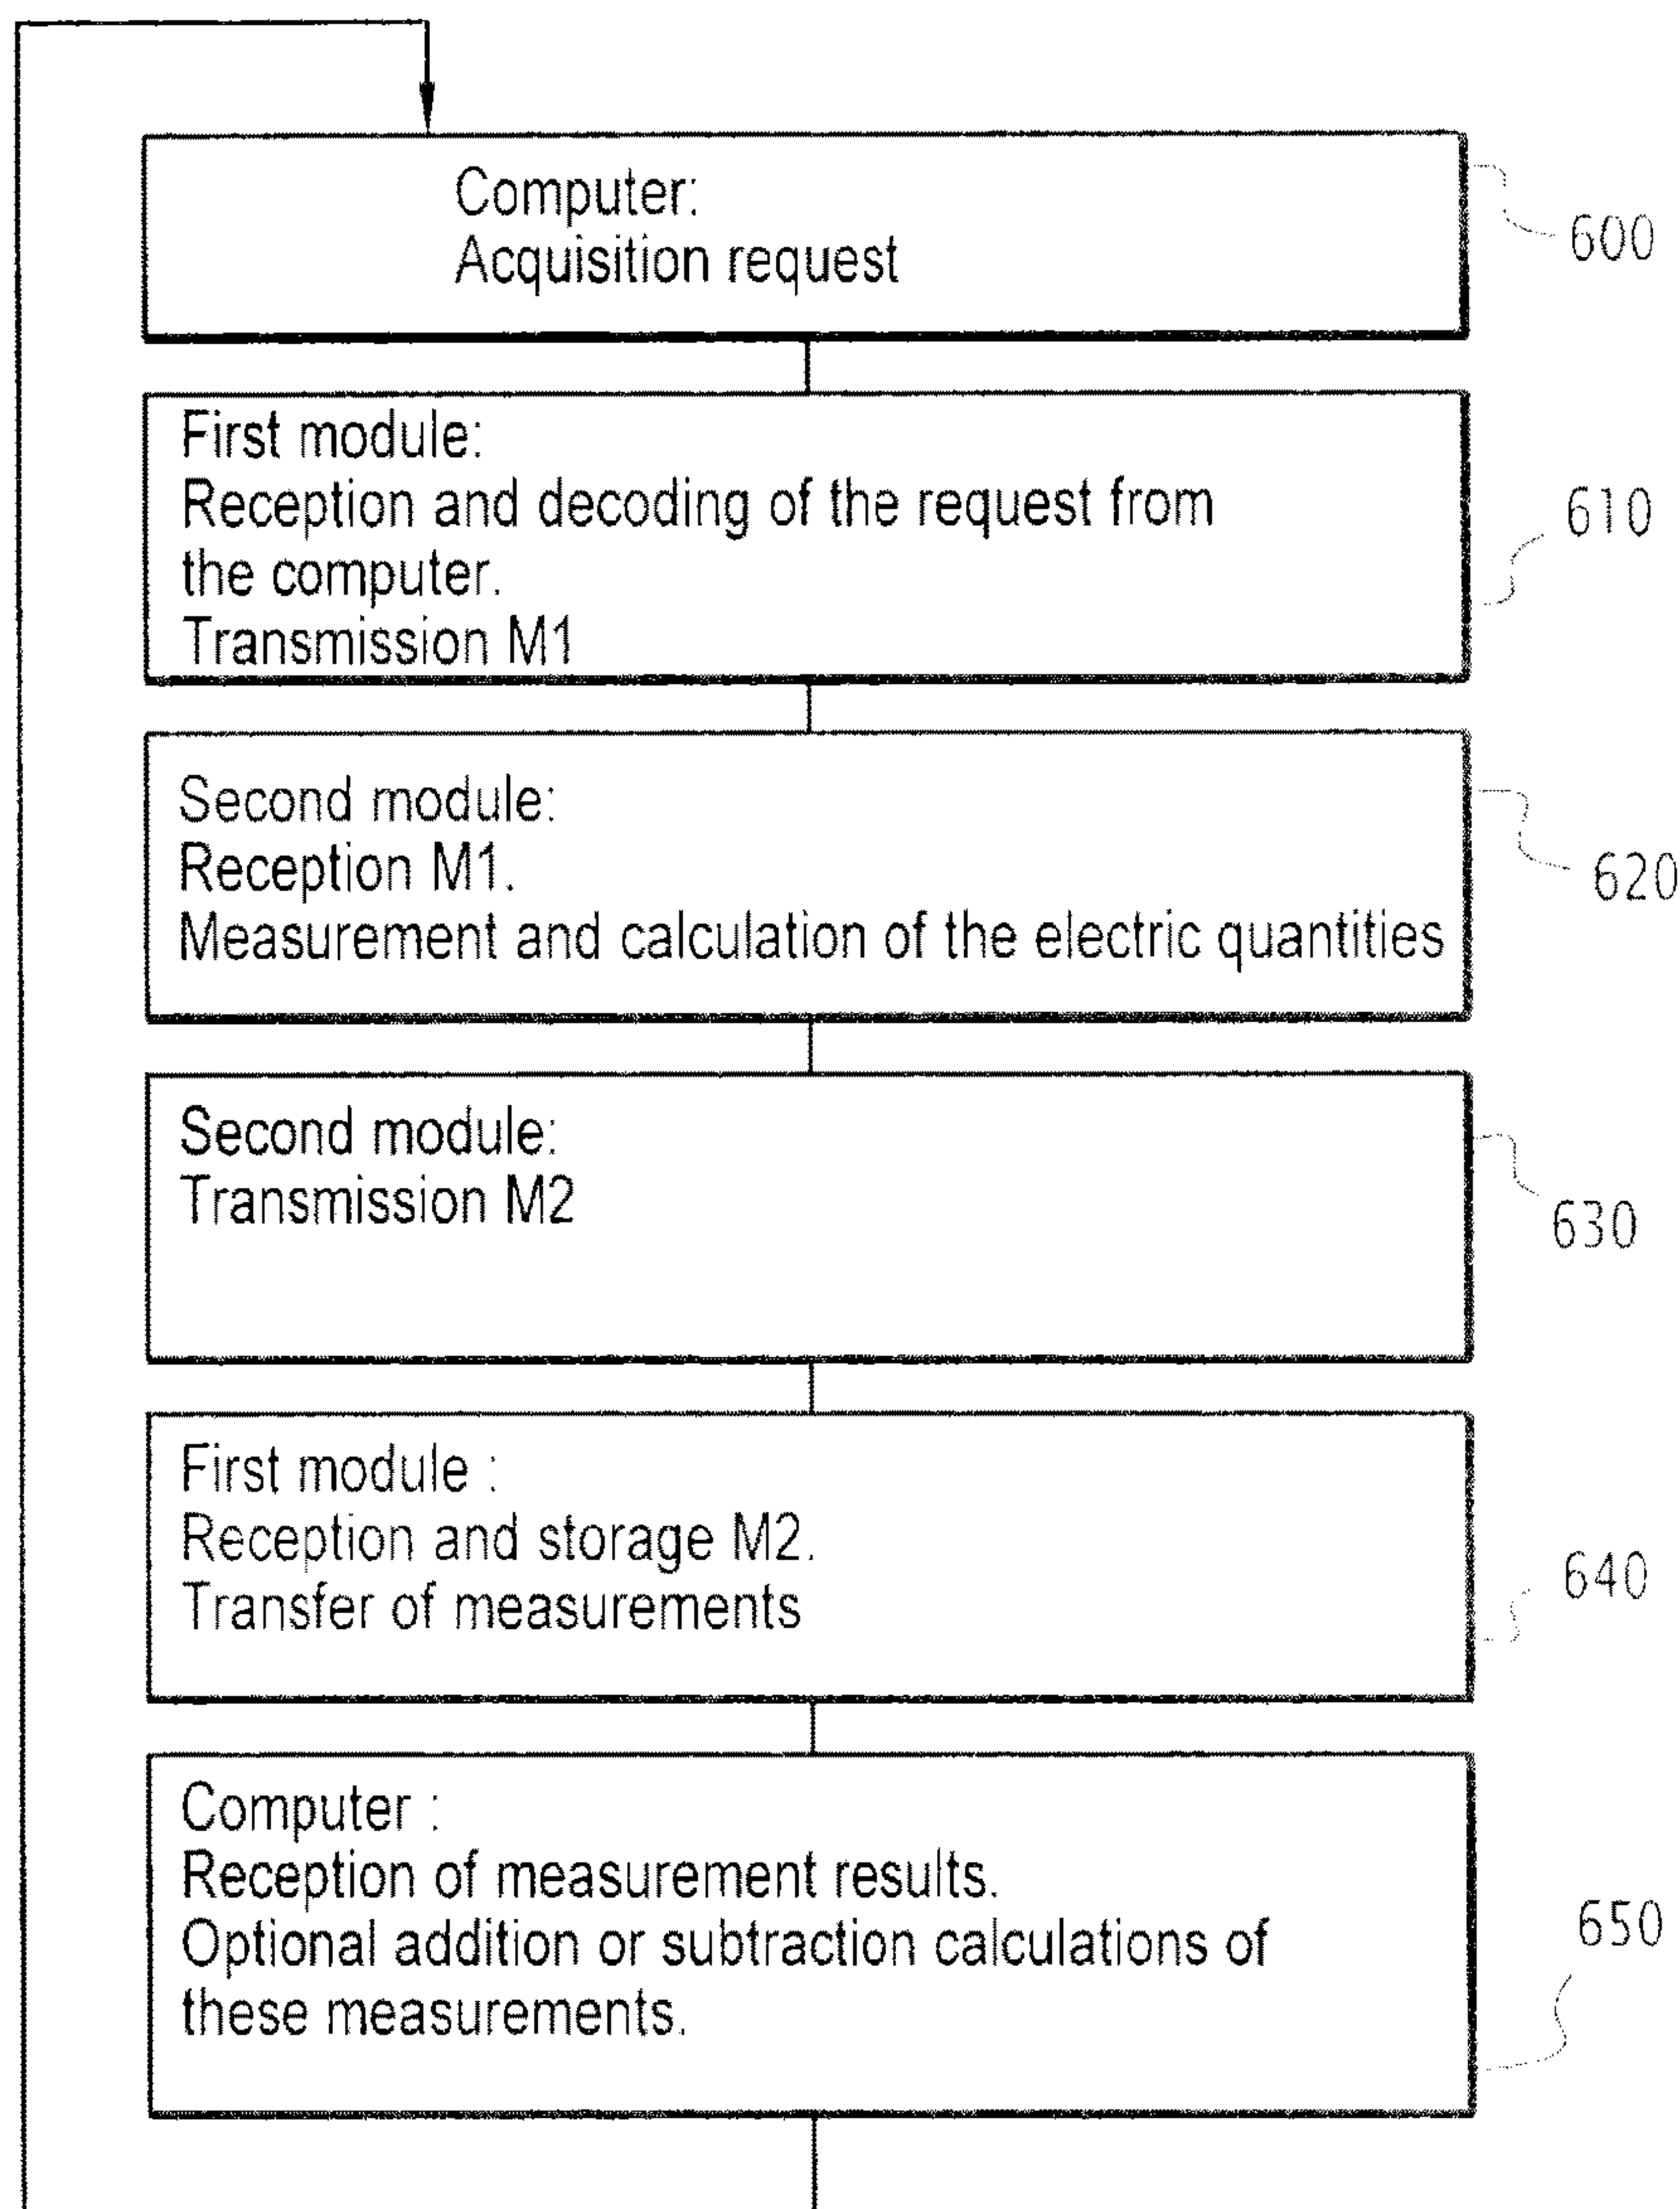 Computer:
Acquisition request
600
First module:
Reception and decoding of the request from
the computer.
Transmission M1
610
Second module:
Reception M1.
Measurement and calculation of the electric quantities
620
Second module:
Transmission M2
630
First module :
Reception and storage M2.
Transfer of measurements
640
Computer :
Reception of measurement results.
Optional addition or subtraction calculations of
these measurements.
650